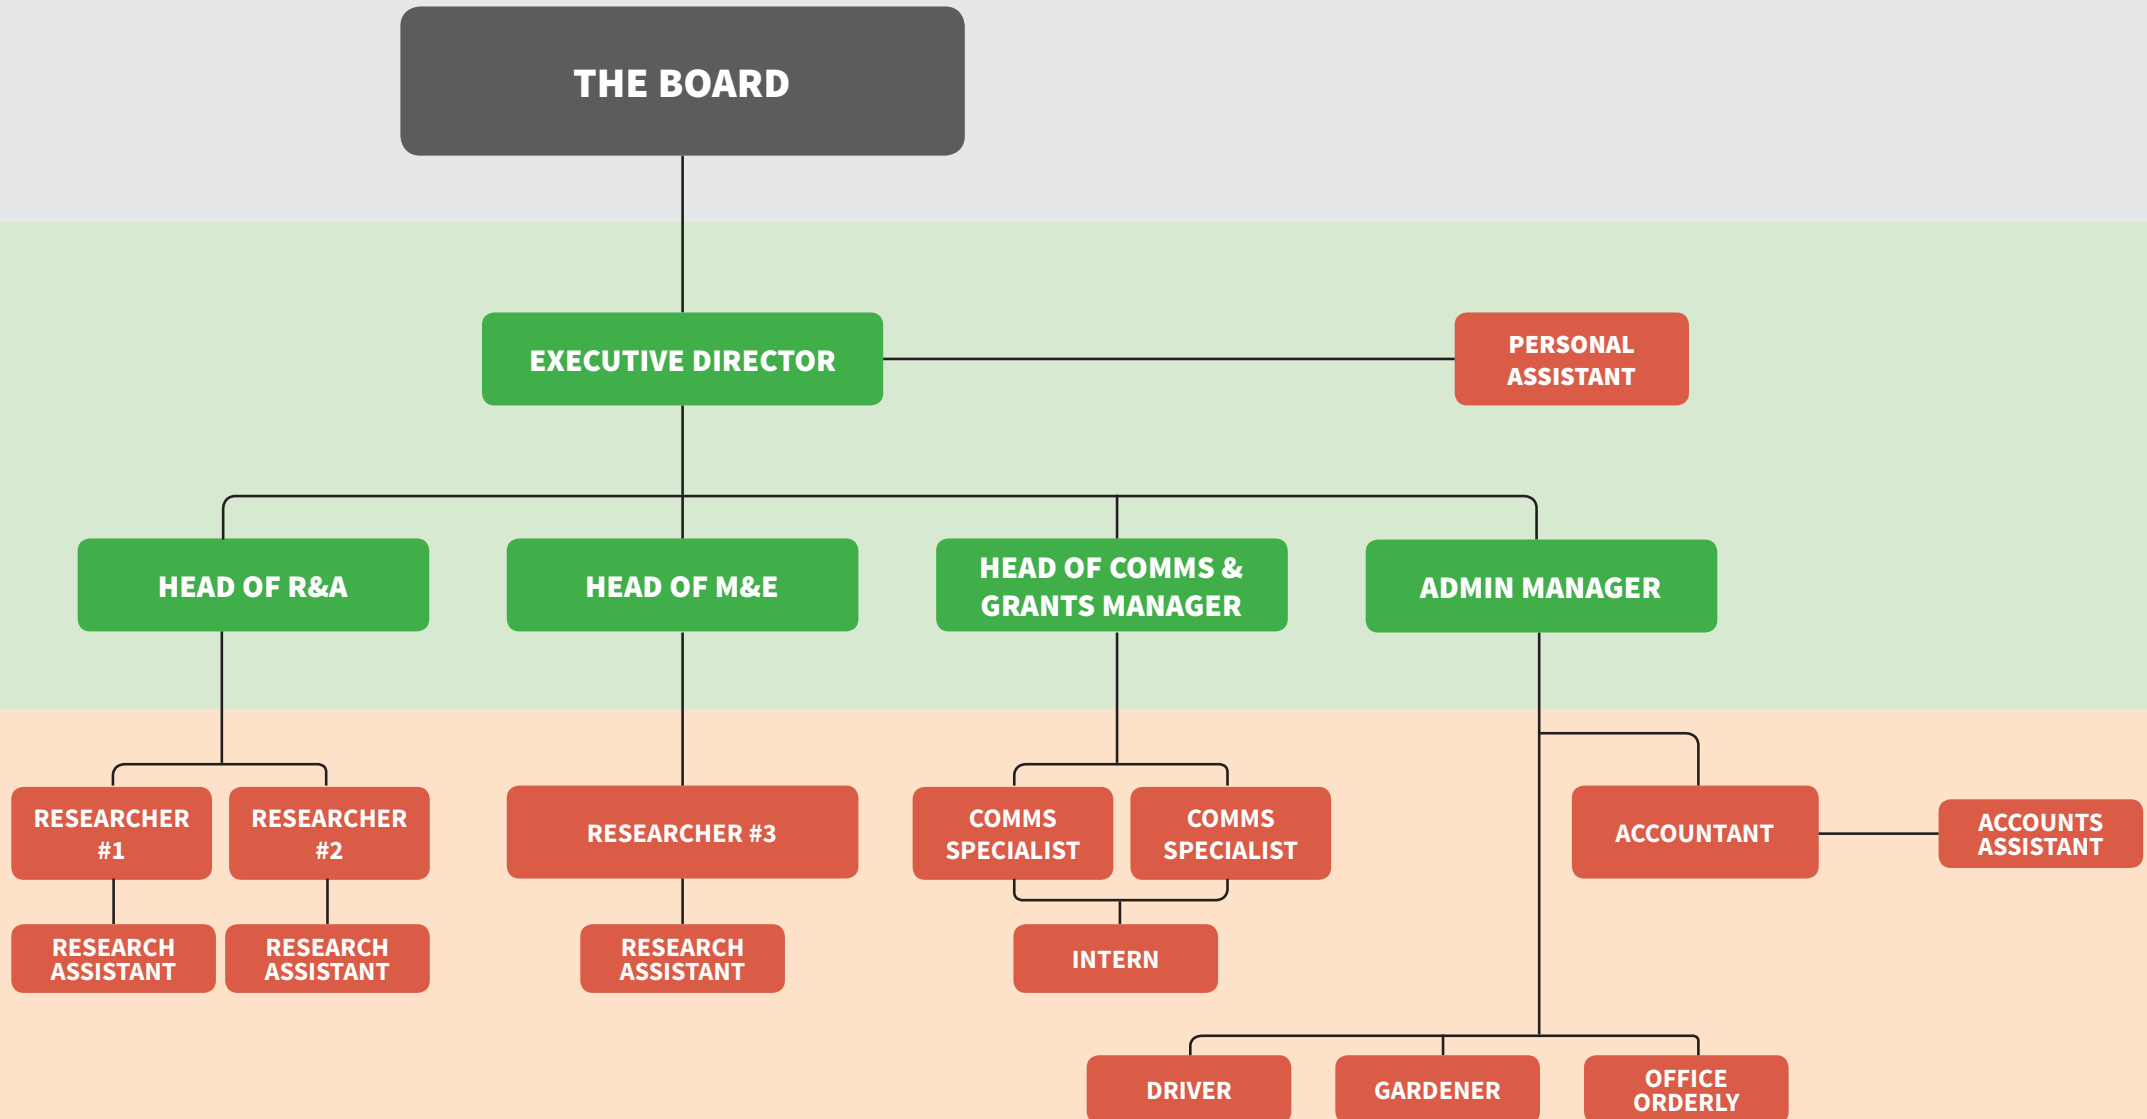 THE BOARD
EXECUTIVE DIRECTOR
PERSONAL
ASSISTANT
HEAD OF R&A
HEAD OF M&E
HEAD OF COMMS &
GRANTS MANAGER
ADMIN MANAGER
RESEARCHER
#1
RESEARCHER
#2
RESEARCHER #3
COMMS
SPECIALIST
COMMS
SPECIALIST
ACCOUNTANT
ACCOUNTS
ASSISTANT
RESEARCH
ASSISTANT
RESEARCH
ASSISTANT
RESEARCH
ASSISTANT
INTERN
DRIVER
GARDENER
OFFICE
ORDERLY